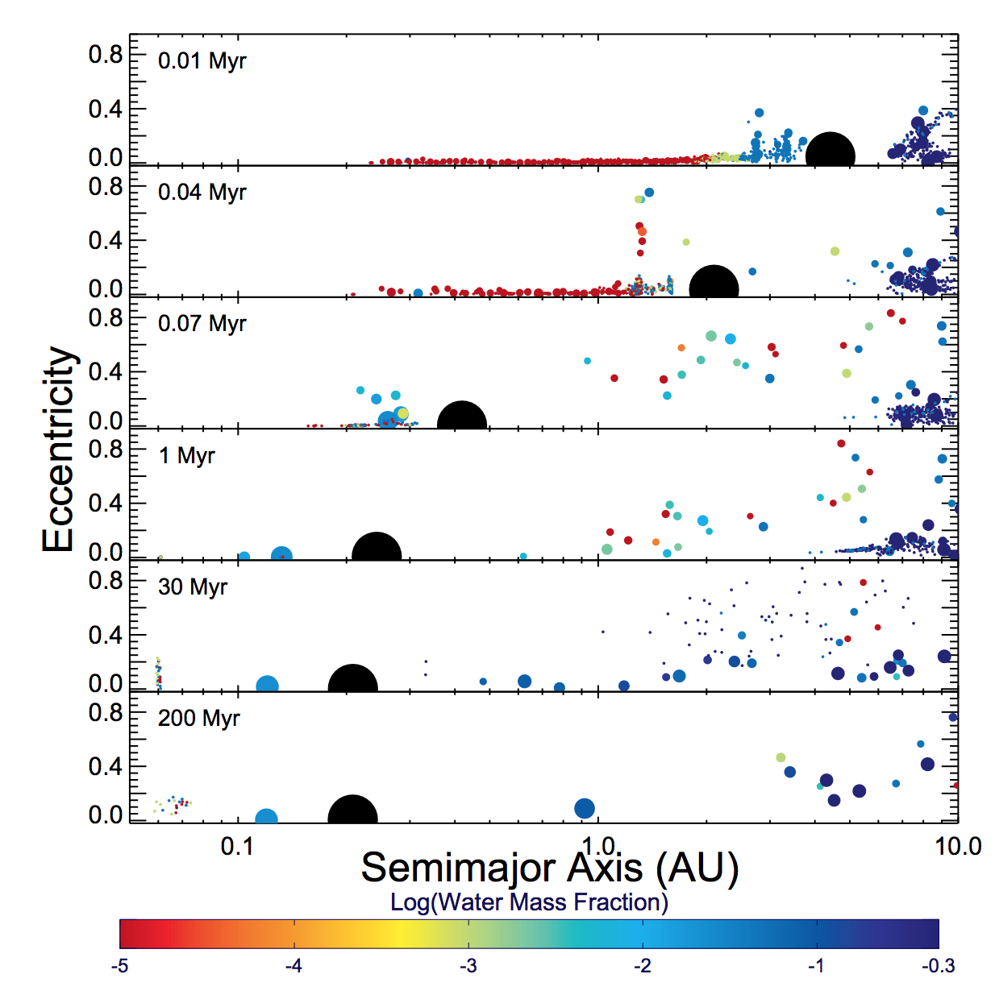 0.8
0.4
0.0
0.01 Myr
0.8
0.4
0.0
0.04 Myr
0.8
0.4
0.0
0.07 Myr
0.8
0.4
0.0
1 Myr
0.8
0.4
0.0
30 Myr
0.8
0.4
0.0
200 Myr
Eccentricity
0.1 1.0 10.0
Semimajor Axis (AU)
Log(Water Mass Fraction)
-5 -4 -3 -2 -1 -0.3